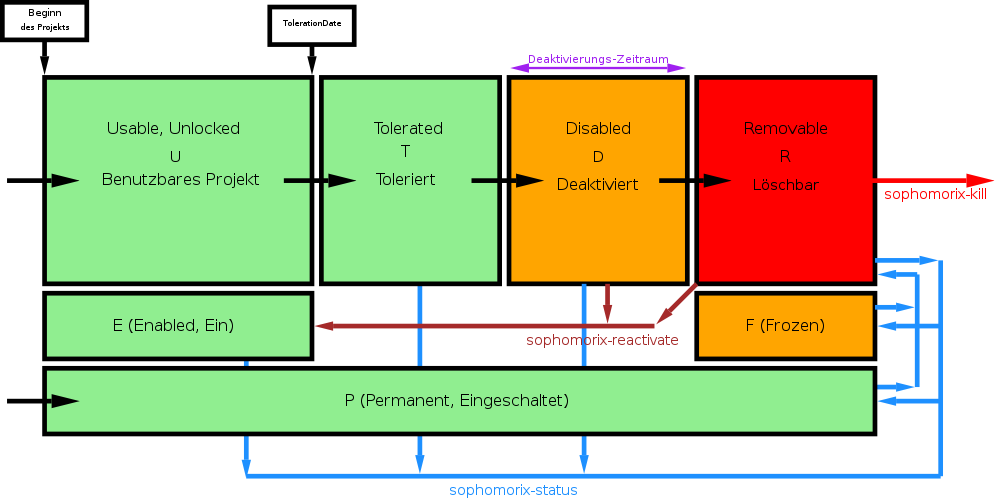 Beginn
des Projekts
TolerationDate
Deaktivierungs-Zeitraum
Usable, Unlocked
U
Benutzbares Projekt
Tolerated
T
Toleriert
Disabled
D
Deaktiviert
Removable
R
Löschbar
sophomorix-kill
E (Enabled, Ein)
sophomorix-reactivate
F (Frozen)
P (Permanent, Eingeschaltet)
sophomorix-status